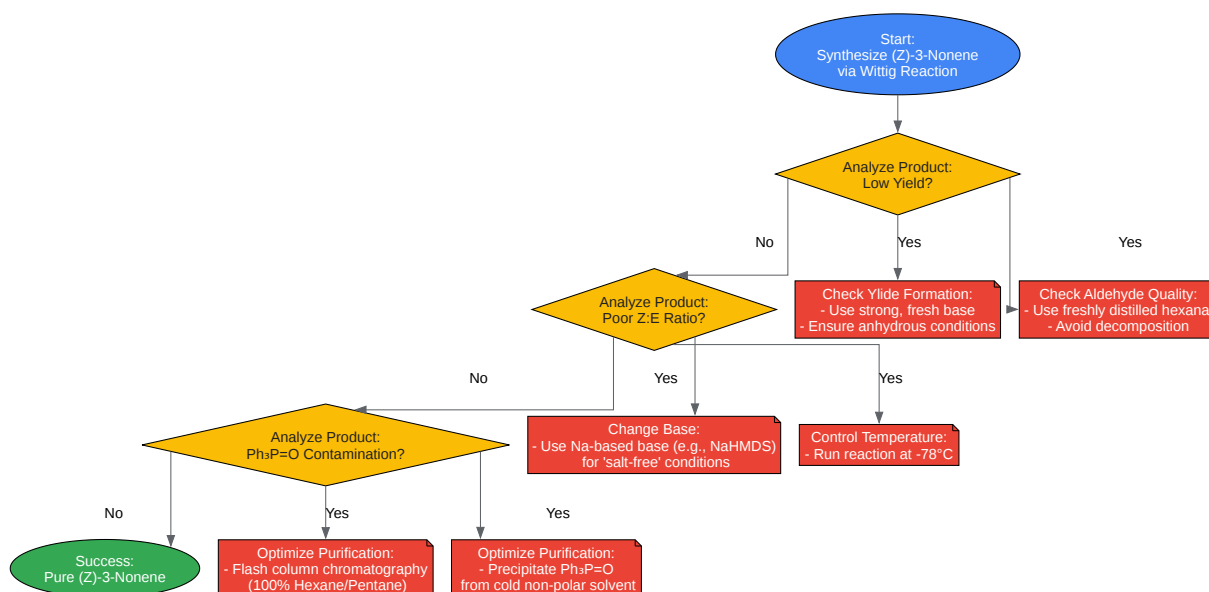 Start:
Synthesize (Z)-3-Nonene
via Wittig Reaction
Analyze Product:
Low Yield?
No
Yes
Yes
Analyze Product:
Poor Z:E Ratio?
Check Ylide Formation:
- Use strong, fresh base
- Ensure anhydrous conditions
Check Aldehyde Quality:
- Use freshly distilled hexana
- Avoid decomposition
No
Yes
Yes
Analyze Product:
Ph₃P=O Contamination?
Change Base:
- Use Na-based base (e.g., NaHMDS)
for 'salt-free' conditions
Control Temperature:
- Run reaction at -78°C
No
Yes
Yes
Success:
Pure (Z)-3-Nonene
Optimize Purification:
- Flash column chromatography
(100% Hexane/Pentane)
Optimize Purification:
- Precipitate Ph₃P=O
from cold non-polar solvent